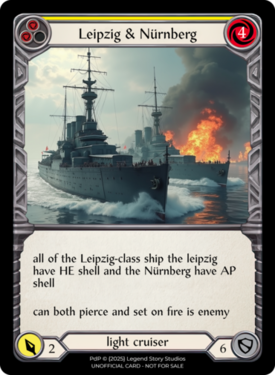 Leipzig & Nürnberg
4
all of the Leipzig-class ship the leipzig
have HE shell and the Nürnberg have AP
shell
can both pierce and set on fire is enemy
2
light cruiser
6
PdP © (2025) Legend Story Studios
UNOFFICIAL CARD - NOT FOR SALE